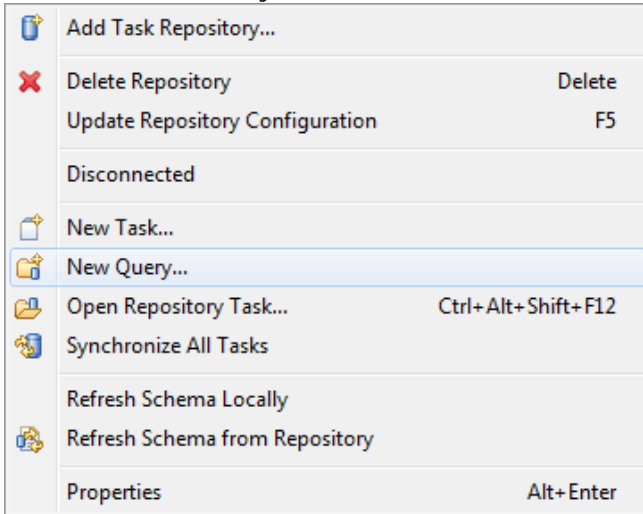 Add Task Repository...
Delete Repository Delete
Update Repository Configuration F5
Disconnected
New Task...
New Query...
Open Repository Task... Ctrl+Alt+Shift+F12
Synchronize All Tasks
Refresh Schema Locally
Refresh Schema from Repository
Properties Alt+Enter